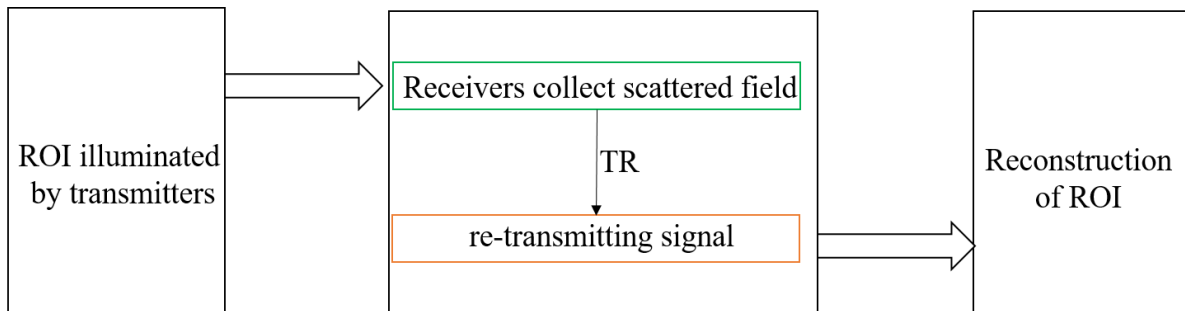 ROI illuminated
by transmitters
Receivers collect scattered field
TR
re-transmitting signal
Reconstruction
of ROI